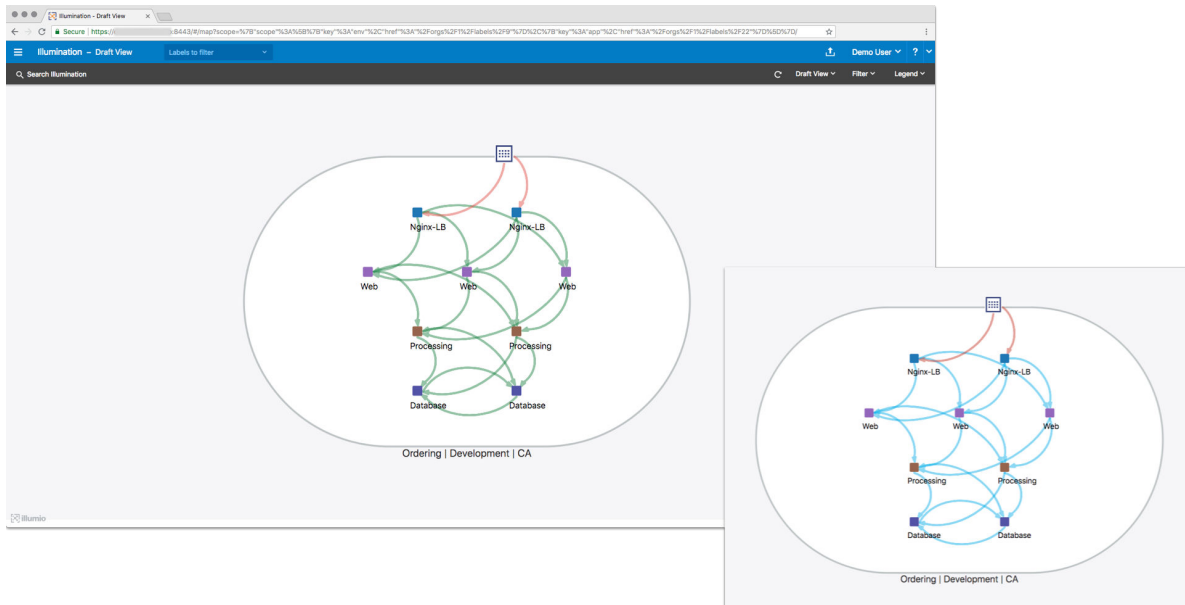 Illumination - Draft View
Secure | https://
:8443/#/map?scope=%7B"scope"%3A%5B%7B"key"%3A"env"%2C"href"%3A"%2Forgs%2F1%2Flabels%2F9"%7D%2C%7B"key"%3A"app"%2C"href"%3A"%2Forgs%2F1%2Flabels%2F22"%7D%5D%7D/
Illumination – Draft View
Labels to filter
Demo User
?
Search Illumination
Draft View
Filter
Legend
Nginx-LB
Nginx-LB
Web
Web
Web
Processing
Processing
Database
Database
Ordering | Development | CA
illumio
Nginx-LB
Nginx-LB
Web
Web
Web
Processing
Processing
Database
Database
Ordering | Development | CA